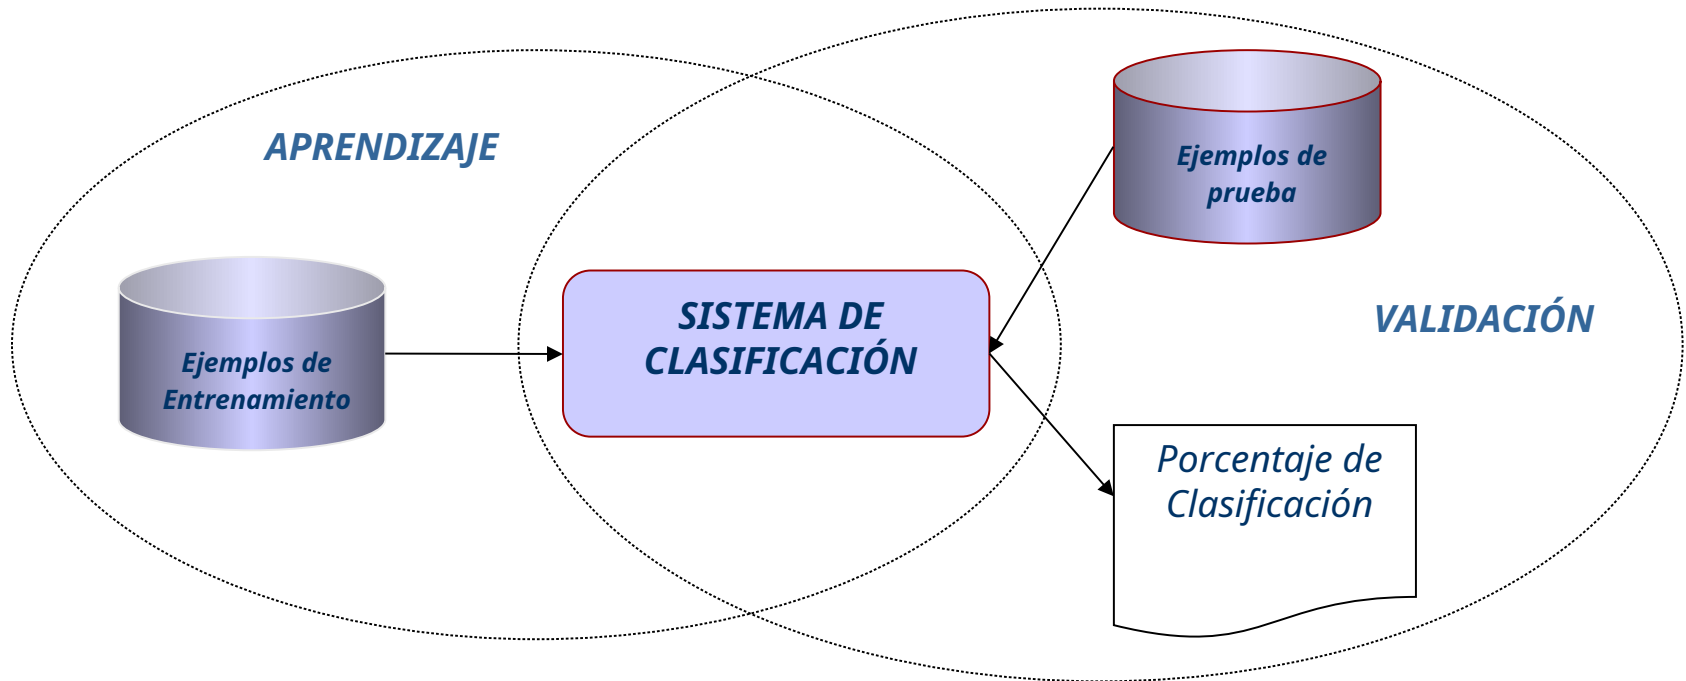 APRENDIZAJE
Ejemplos de
Entrenamiento
SISTEMA DE
CLASIFICACIÓN
Ejemplos de
prueba
VALIDACIÓN
Porcentaje de
Clasificación